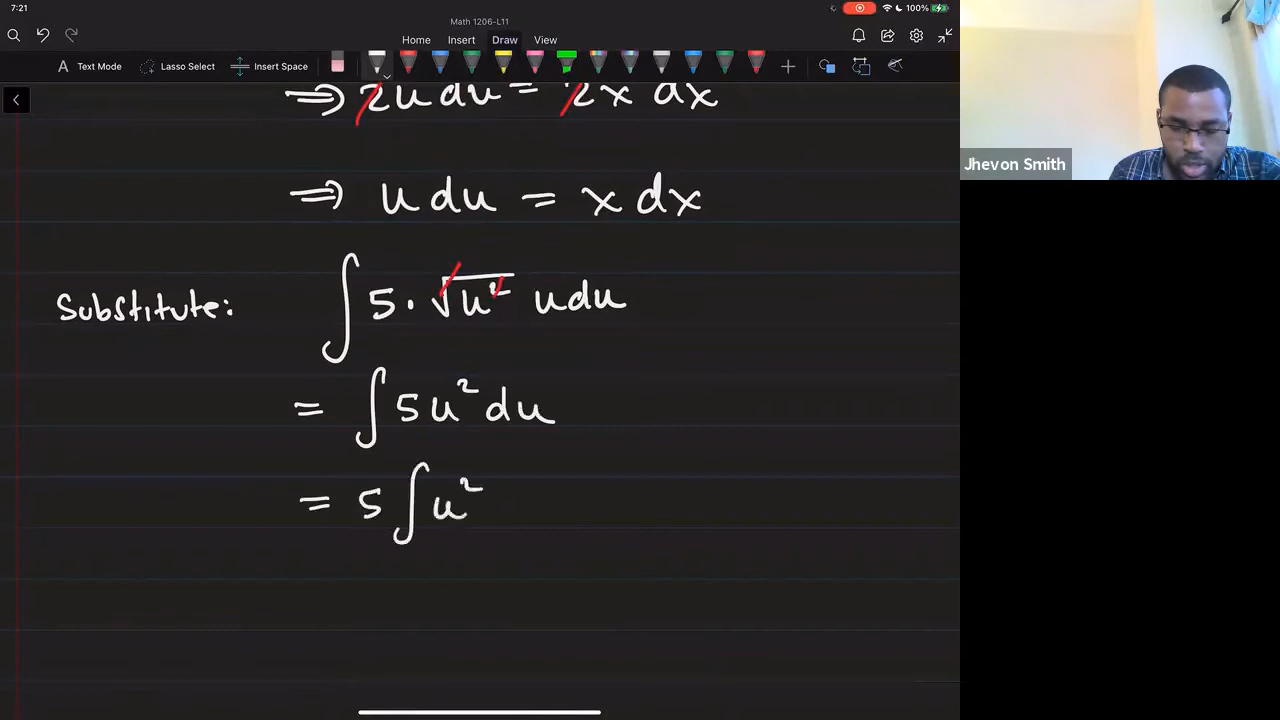 7:21
Math 1206-L11
100%
Home Insert Draw View
Text Mode Lasso Select Insert Space
⇒ 2u du = 2x dx
⇒ u du = x dx
Substitute: ∫ 5 · √u² u du
= ∫ 5u² du
= 5 ∫ u²
Jhevon Smith